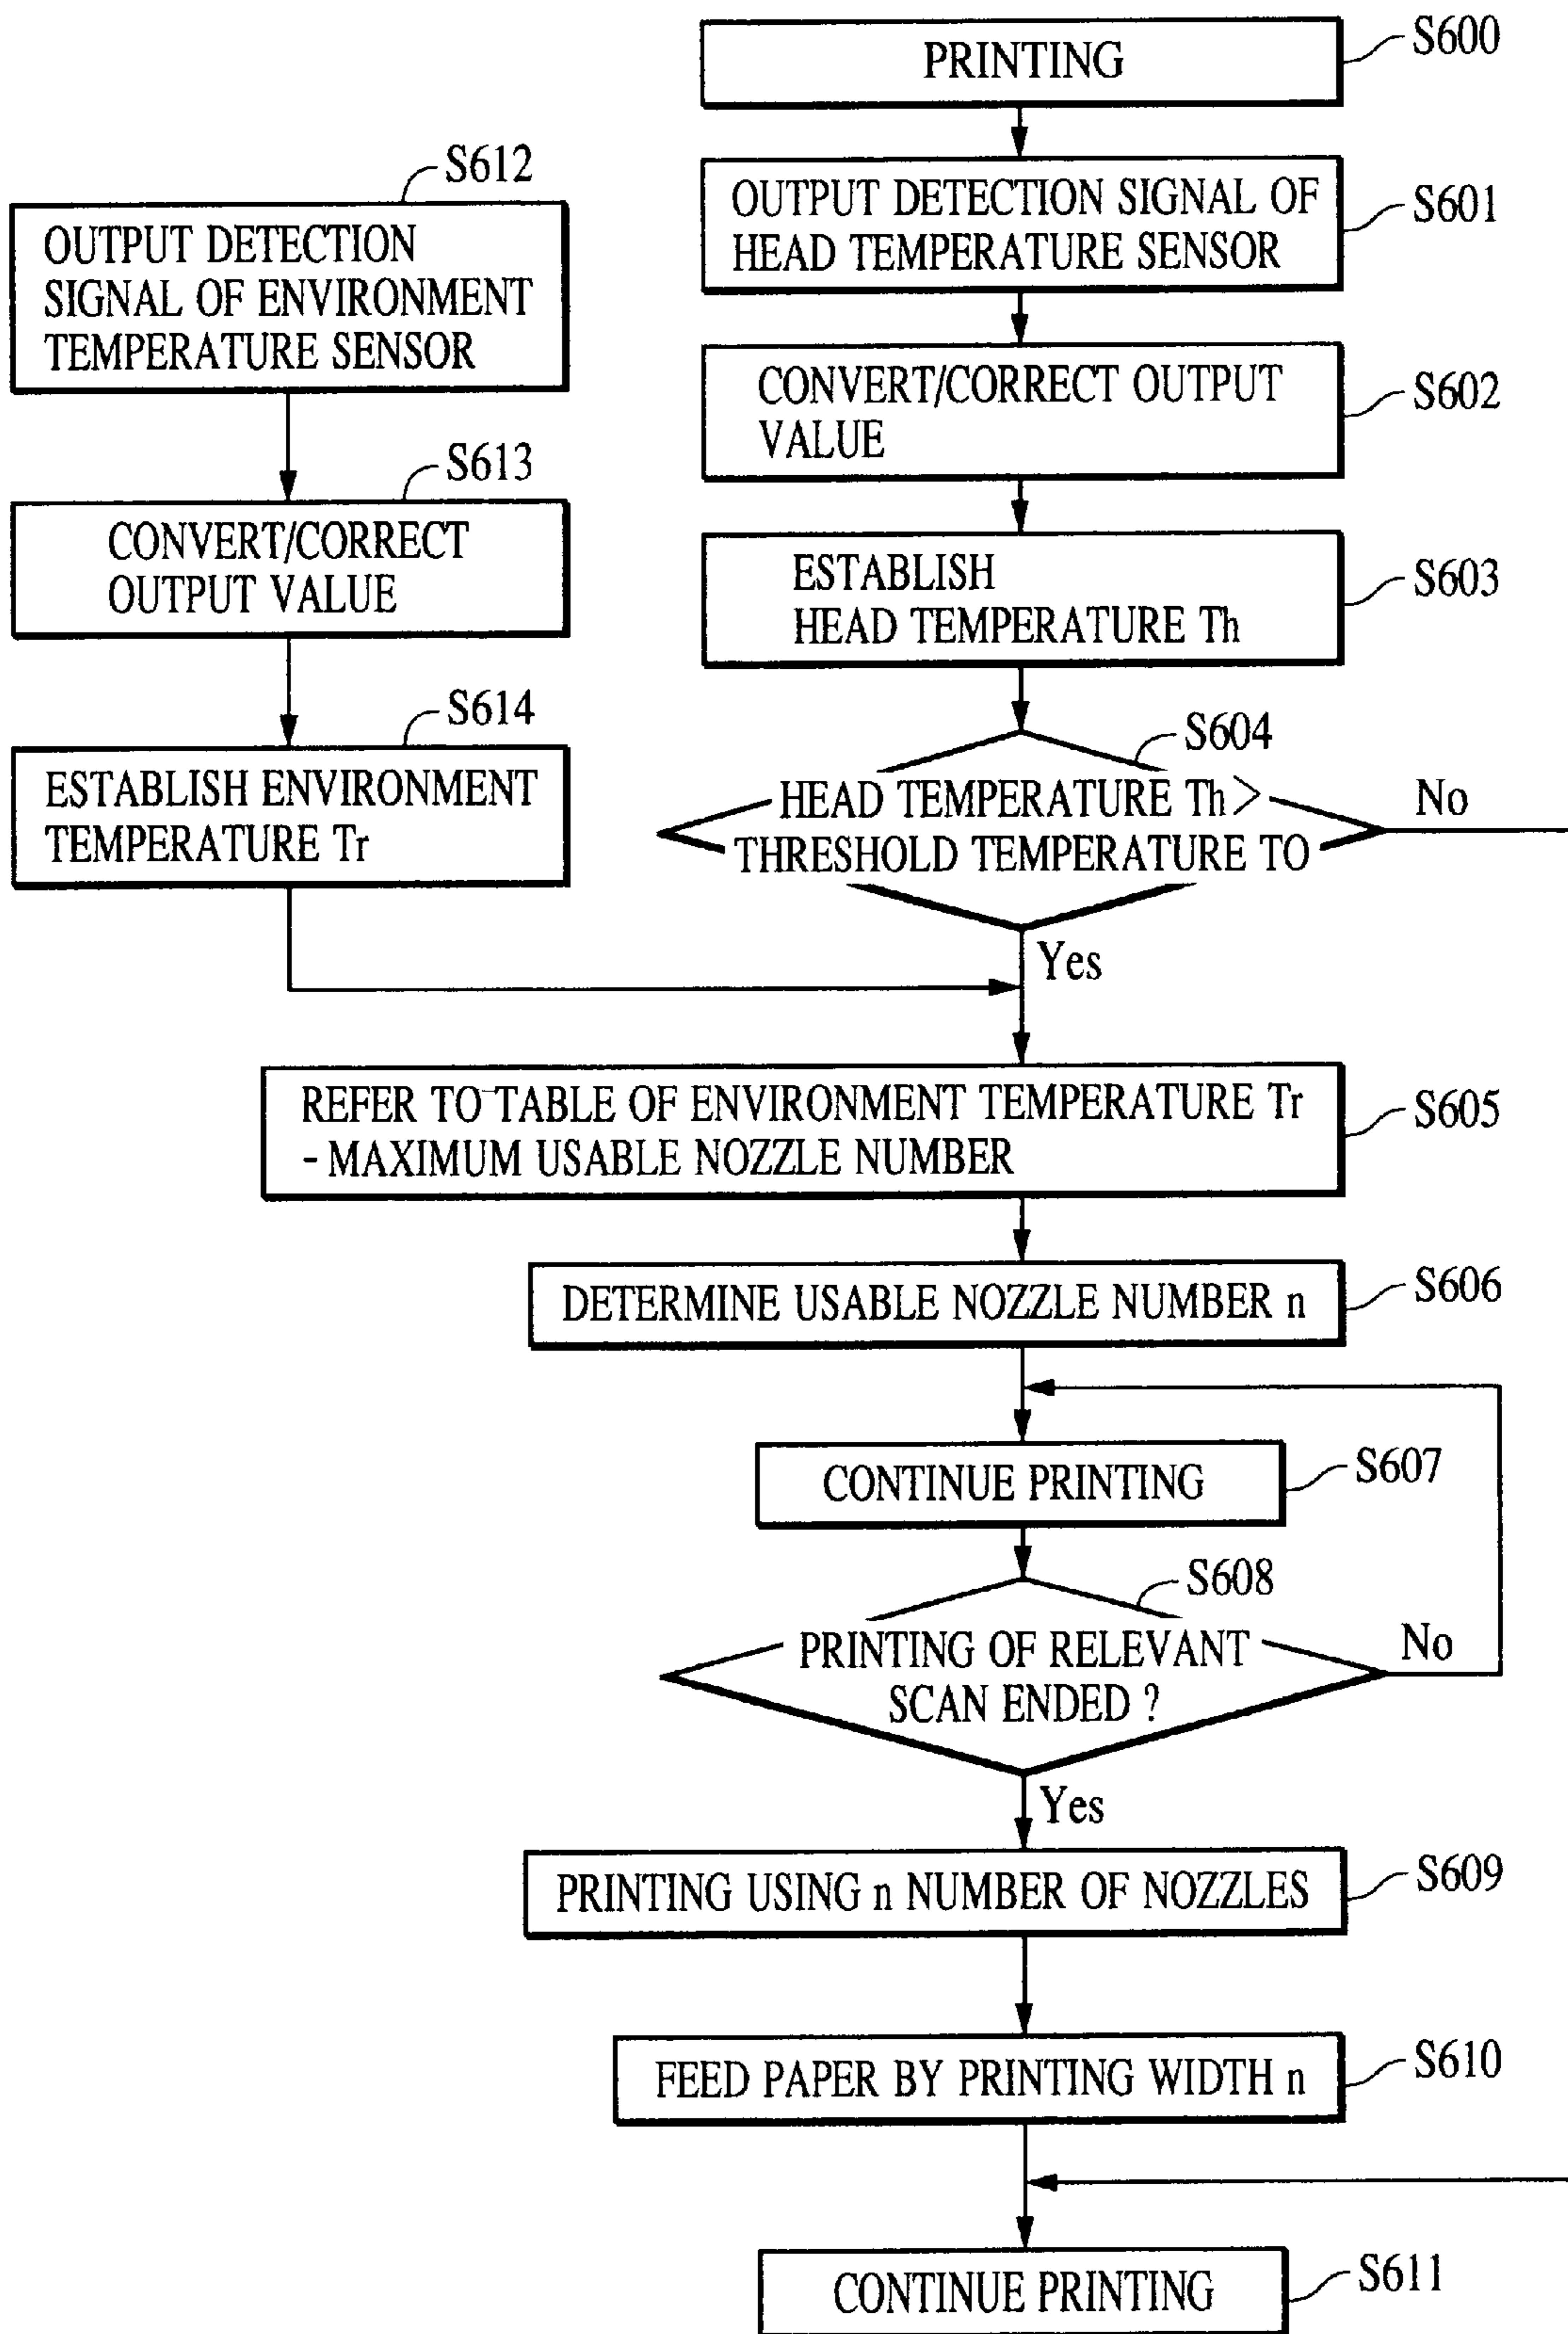 PRINTING
S600
OUTPUT DETECTION SIGNAL OF
HEAD TEMPERATURE SENSOR
S601
CONVERT/CORRECT OUTPUT
VALUE
S602
ESTABLISH
HEAD TEMPERATURE Th
S603
S612
OUTPUT DETECTION
SIGNAL OF ENVIRONMENT
TEMPERATURE SENSOR
S613
CONVERT/CORRECT
OUTPUT VALUE
S614
ESTABLISH ENVIRONMENT
TEMPERATURE Tr
S604
HEAD TEMPERATURE Th >
THRESHOLD TEMPERATURE TO
No
Yes
REFER TO TABLE OF ENVIRONMENT TEMPERATURE Tr
- MAXIMUM USABLE NOZZLE NUMBER
S605
DETERMINE USABLE NOZZLE NUMBER n
S606
CONTINUE PRINTING
S607
S608
PRINTING OF RELEVANT
SCAN ENDED ?
No
Yes
PRINTING USING n NUMBER OF NOZZLES
S609
FEED PAPER BY PRINTING WIDTH n
S610
CONTINUE PRINTING
S611